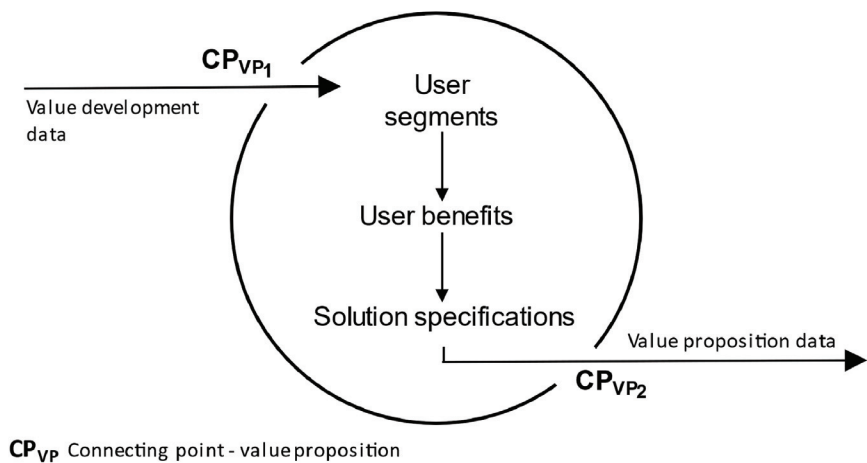 CPVP1
Value development
data
User
segments
User benefits
Solution specifications
Value proposition data
CPVP2
CPVP Connecting point - value proposition